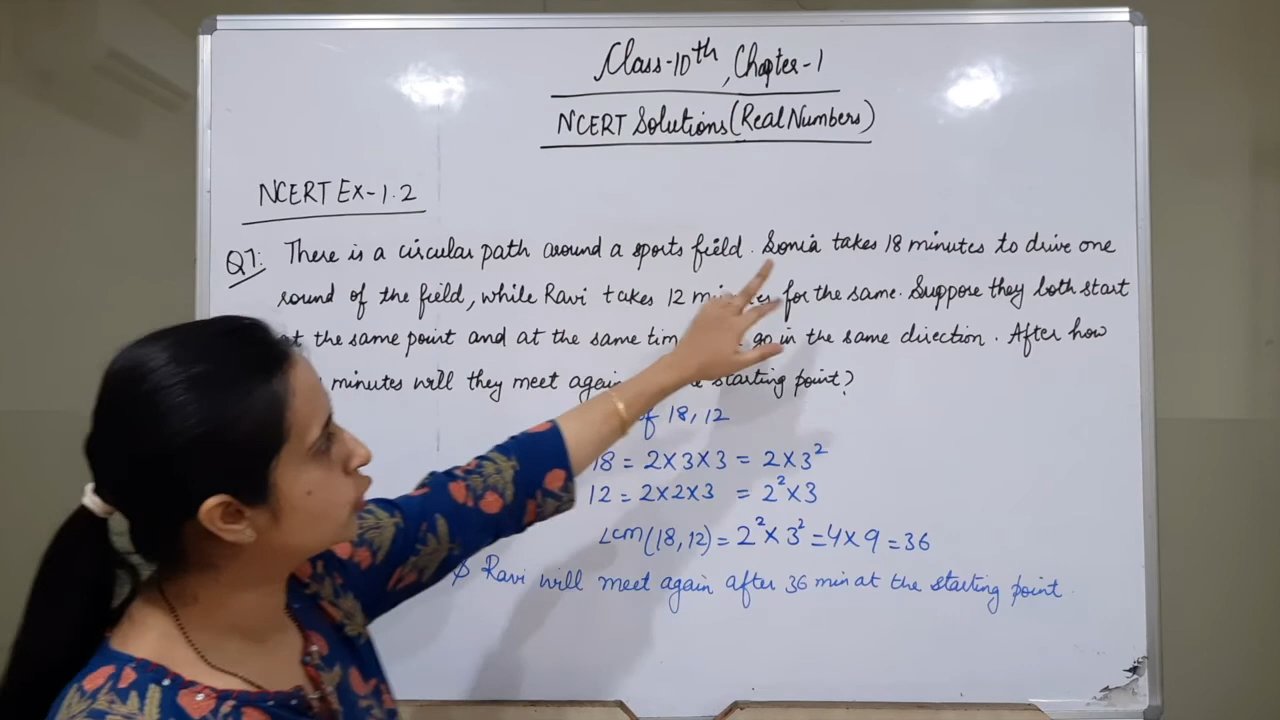 Class-10th, Chapter-1
NCERT Solutions (Real Numbers)
NCERT Ex-1.2
Q7: There is a circular path around a sports field. Sonia takes 18 minutes to drive one
round of the field, while Ravi takes 12 for the same. Suppose they both start
the same point and at the same go in the same direction. After how
minutes will they meet again starting point?
of 18, 12
18 = 2×3×3 = 2×3²
12 = 2×2×3 = 2²×3
LCM (18, 12) = 2²×3² = 4×9 = 36
Ravi will meet again after 36 min at the starting point.